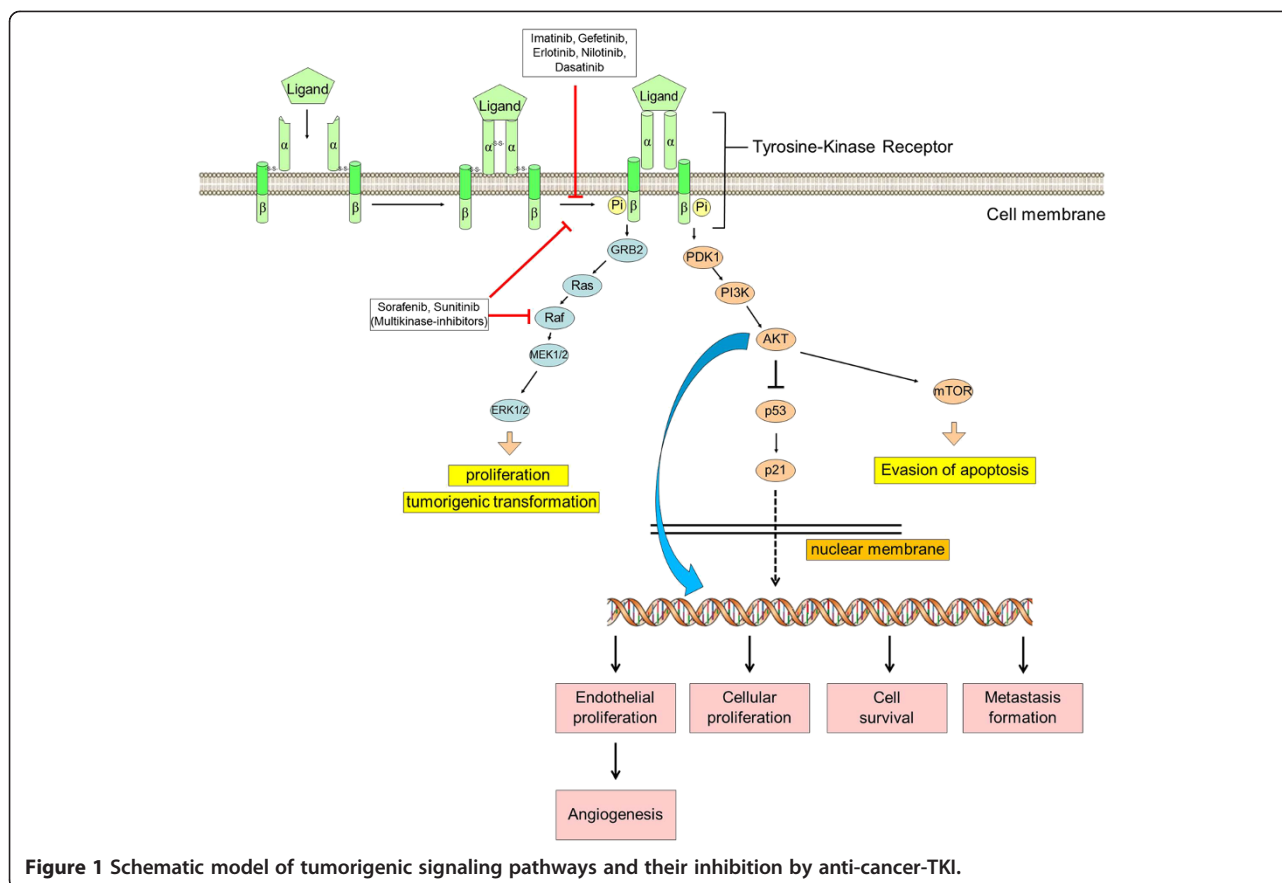 Imatinib, Gefetinib,
Erlotinib, Nilotinib,
Dasatinib
Ligand
Ligand
Ligand
α
α
α
α
-s-s-
-s-s-
-s-s-
-s-s-
-s-s-
Tyrosine-Kinase Receptor
β
β
β
β
Pi
β
β
Pi
Cell membrane
GRB2
PDK1
Ras
PI3K
Sorafenib, Sunitinib
(Multikinase-inhibitors)
Raf
AKT
MEK1/2
mTOR
ERK1/2
p53
proliferation
tumorigenic transformation
p21
Evasion of apoptosis
nuclear membrane
Endothelial
proliferation
Cellular
proliferation
Cell
survival
Metastasis
formation
Angiogenesis
Figure 1 Schematic model of tumorigenic signaling pathways and their inhibition by anti-cancer-TKI.